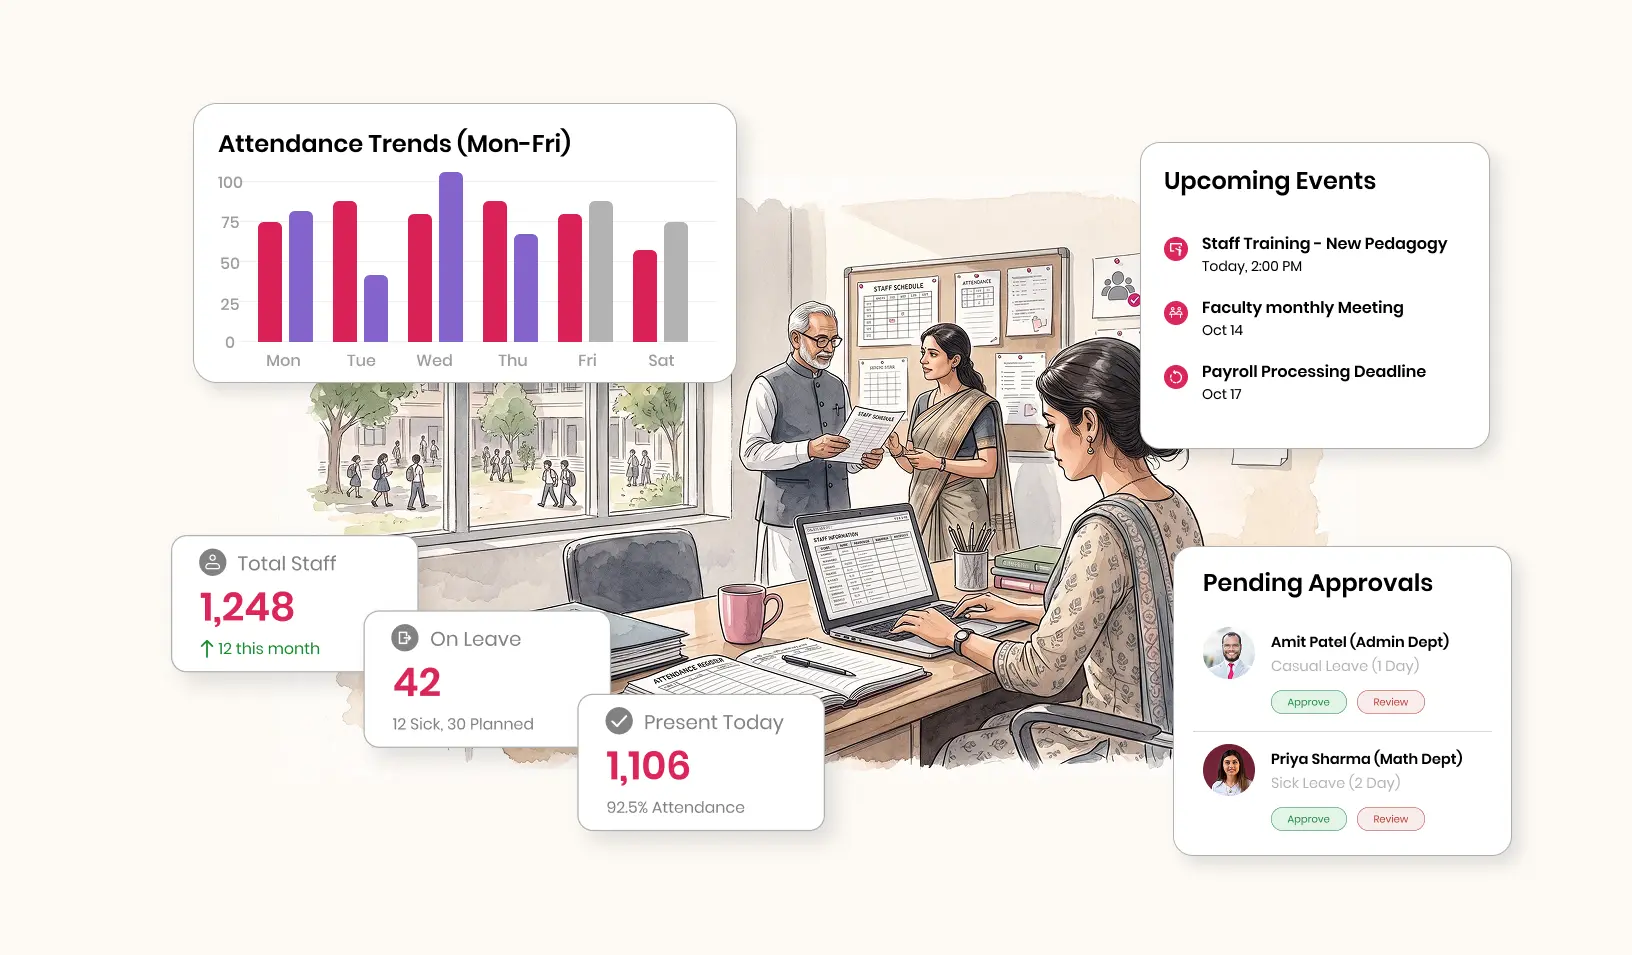 Attendance Trends (Mon-Fri)
100
75
50
25
0
Mon Tue Wed Thu Fri Sat
Upcoming Events
Staff Training - New Pedagogy
Today, 2:00 PM
Faculty monthly Meeting
Oct 14
Payroll Processing Deadline
Oct 17
STAFF SCHEDULE
ATTENDANCE
STAFF SCHEDULE
STAFF INFORMATION
ATTENDANCE REGISTER
Total Staff
1,248
↑ 12 this month
On Leave
42
12 Sick, 30 Planned
Present Today
1,106
92.5% Attendance
Pending Approvals
Amit Patel (Admin Dept)
Casual Leave (1 Day)
Approve Review
Priya Sharma (Math Dept)
Sick Leave (2 Day)
Approve Review